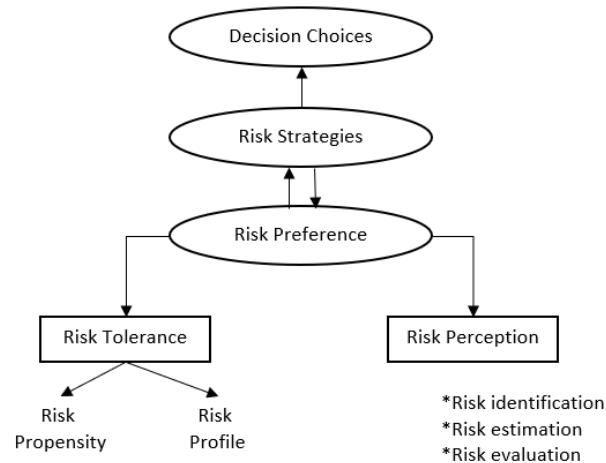 Decision Choices
Risk Strategies
Risk Preference
Risk Tolerance
Risk Perception
Risk
Propensity
Risk
Profile
*Risk identification
*Risk estimation
*Risk evaluation